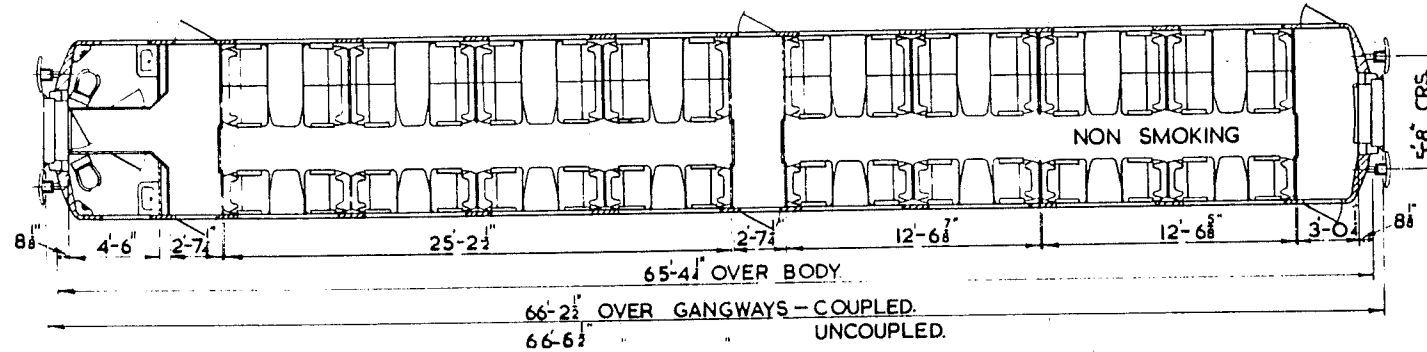 NON SMOKING
5'-8" CRS.
8⅛" 4'-6" 2'-7¼" 25'-2½" 2'-7¼" 12'-6⅞" 12'-6⅝" 3'-0¼" 8⅛"
65'-4¼" OVER BODY.
66'-2½" OVER GANGWAYS – COUPLED.
66'-6½" " " UNCOUPLED.